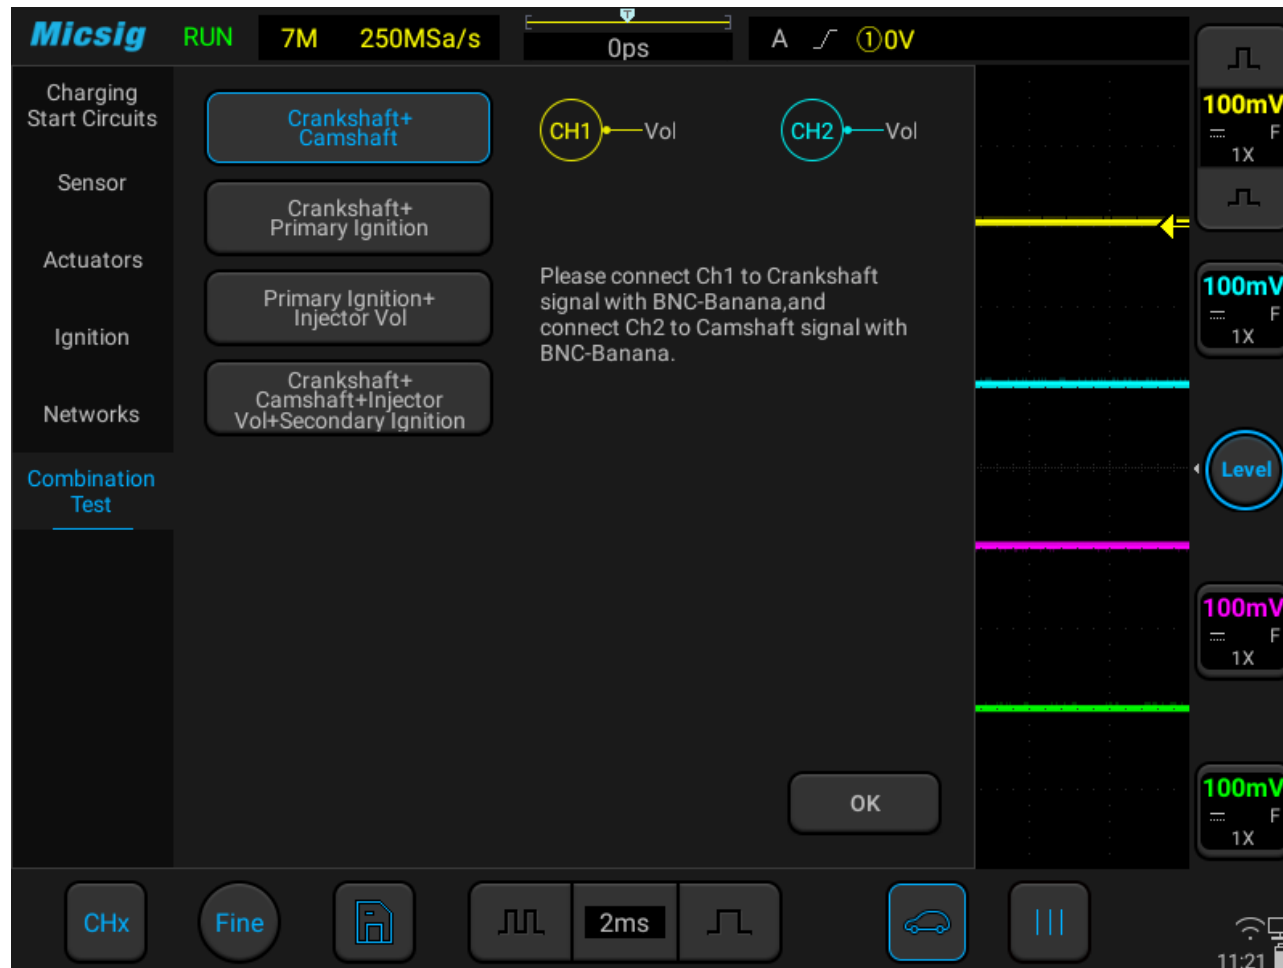 Micsig RUN 7M 250MSa/s T 0ps A ①0V
Charging
Start Circuits
Sensor
Actuators
Ignition
Networks
Combination
Test
Crankshaft+
Camshaft
Crankshaft+
Primary Ignition
Primary Ignition+
Injector Vol
Crankshaft+
Camshaft+Injector
Vol+Secondary Ignition
CH1 Vol CH2 Vol
Please connect Ch1 to Crankshaft
signal with BNC-Banana,and
connect Ch2 to Camshaft signal with
BNC-Banana.
OK
100mV
F
1X
100mV
F
1X
Level
100mV
F
1X
100mV
F
1X
CHx Fine 2ms
11:21